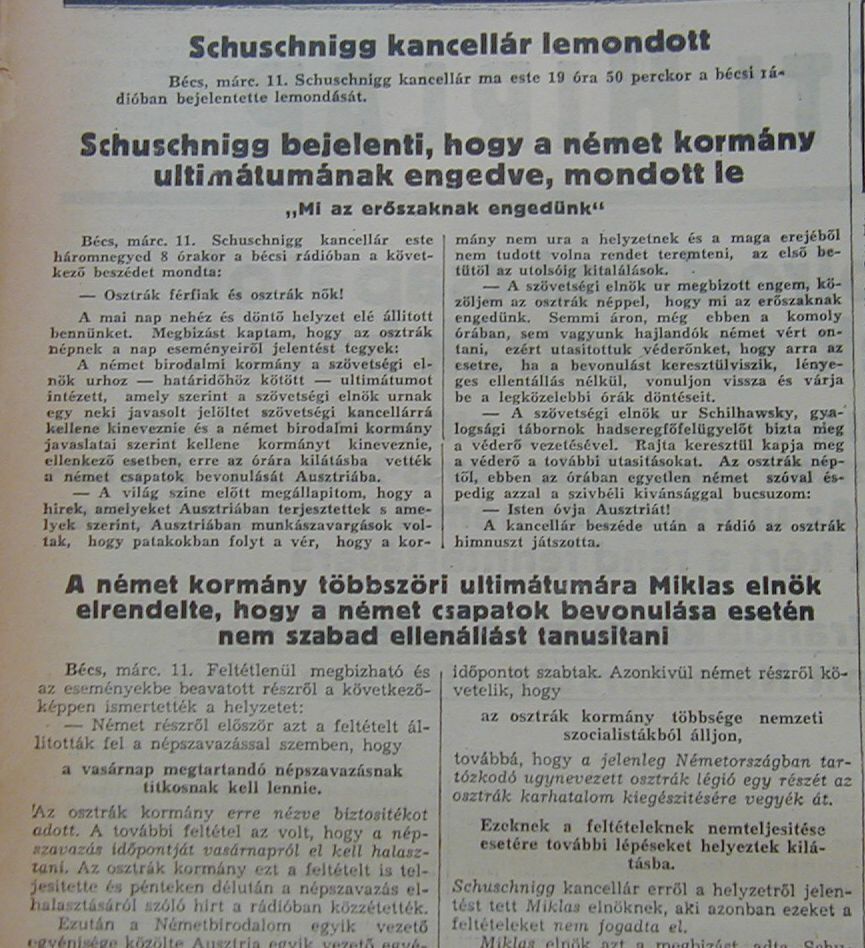 Schuschnigg kancellár lemondott
Bécs, márc. 11. Schuschnigg kancellár ma este 19 óra 50 perckor a bécsi rá-
dióban bejelentette lemondását.
Schuschnigg bejelenti, hogy a német kormány
ultimátumának engedve, mondott le
„Mi az erőszaknak engedünk"
Bécs, márc. 11. Schuschnigg kancellár este
háromnegyed 8 órakor a bécsi rádióban a követ-
kező beszédet mondta:
— Osztrák férfiak és osztrák nők!
A mai nap nehéz és döntő helyzet elé állitott
bennünket. Megbizást kaptam, hogy az osztrák
népnek a nap eseményeiről jelentést tegyek:
A német birodalmi kormány a szövetségi el-
nök urhoz — határidőhöz kötött — ultimátumot
intézett, amely szerint a szövetségi elnök urnak
egy neki javasolt jelöltet szövetségi kancellárrá
kellene kineveznie és a német birodalmi kormány
javaslatai szerint kellene kormányt kineveznie,
ellenkező esetben, erre az órára kilátásba vették
a német csapatok bevonulását Ausztriába.
— A világ szine előtt megállapitom, hogy a
hirek, amelyeket Ausztriában terjesztettek s ame-
lyek szerint, Ausztriában munkászavargások vol-
tak, hogy patakokban folyt a vér, hogy a kor-
mány nem ura a helyzetnek és a maga erejéből
nem tudott volna rendet teremteni, az első be-
tütöl az utolsóig kitalálások.
— A szövetségi elnök ur megbizott engem, kö-
zöljem az osztrák néppel, hogy mi az erőszaknak
engedünk. Semmi áron, még ebben a komoly
órában, sem vagyunk hajlandók német vért on-
tani, ezért utasitottuk véderőnket, hogy arra az
esetre, ha a bevonulást keresztülviszik, lénye-
ges ellentállás nélkül, vonuljon vissza és várja
be a legközelebbi órák döntéseit.
— A szövetségi elnök ur Schilhawsky, gya-
logsági tábornok hadseregfőfelügyelőt bizta meg
a véderő vezetésével. Rajta keresztül kapja meg
a véderő a további utasitásokat. Az osztrák nép-
től, ebben az órában egyetlen német szóval és-
pedig azzal a szivbéli kivánsággal bucsuzom:
— Isten óvja Ausztriát!
A kancellár beszéde után a rádió az osztrák
himnuszt játszotta.
A német kormány többszöri ultimátumára Miklas elnök
elrendelte, hogy a német csapatok bevonulása esetén
nem szabad ellenállást tanusitani
Bécs, márc. 11. Feltétlenül megbizható és
az eseményekbe beavatott részről a következő-
képpen ismertették a helyzetet:
— Német részről először azt a feltételt ál-
litották fel a népszavazással szemben, hogy
a vasárnap megtartandó népszavazásnak
titkosnak kell lennie.
Az osztrák kormány erre nézve biztositékot
adott. A további feltétel az volt, hogy a nép-
szavazás időpontját vasárnapról el kell halasz-
tani. Az osztrák kormány ezt a feltételt is tel-
jesitette és pénteken délután a népszavazás el-
halasztásáról szóló hirt a rádióban közzétették.
Ezután a Németbirodalom egyik vezető
egyénisége közölte Ausztria egyik vezető egyé-
időpontot szabtak. Azonkivül német részről kö-
vetelik, hogy
az osztrák kormány többsége nemzeti
szocialistákból álljon,
továbbá, hogy a jelenleg Németországban tar-
tózkodó ugynevezett osztrák légió egy részét az
osztrák karhatalom kiegészitésére vegyék át.
Ezeknek a feltételeknek nemteljesitése
esetére további lépéseket helyeztek kilá-
tásba.
Schuschnigg kancellár erről a helyzetről jelen-
tést tett Miklas elnöknek, aki azonban ezeket a
feltételeket nem fogadta el.
Miklas elnök azt a megbizást adta Schu-